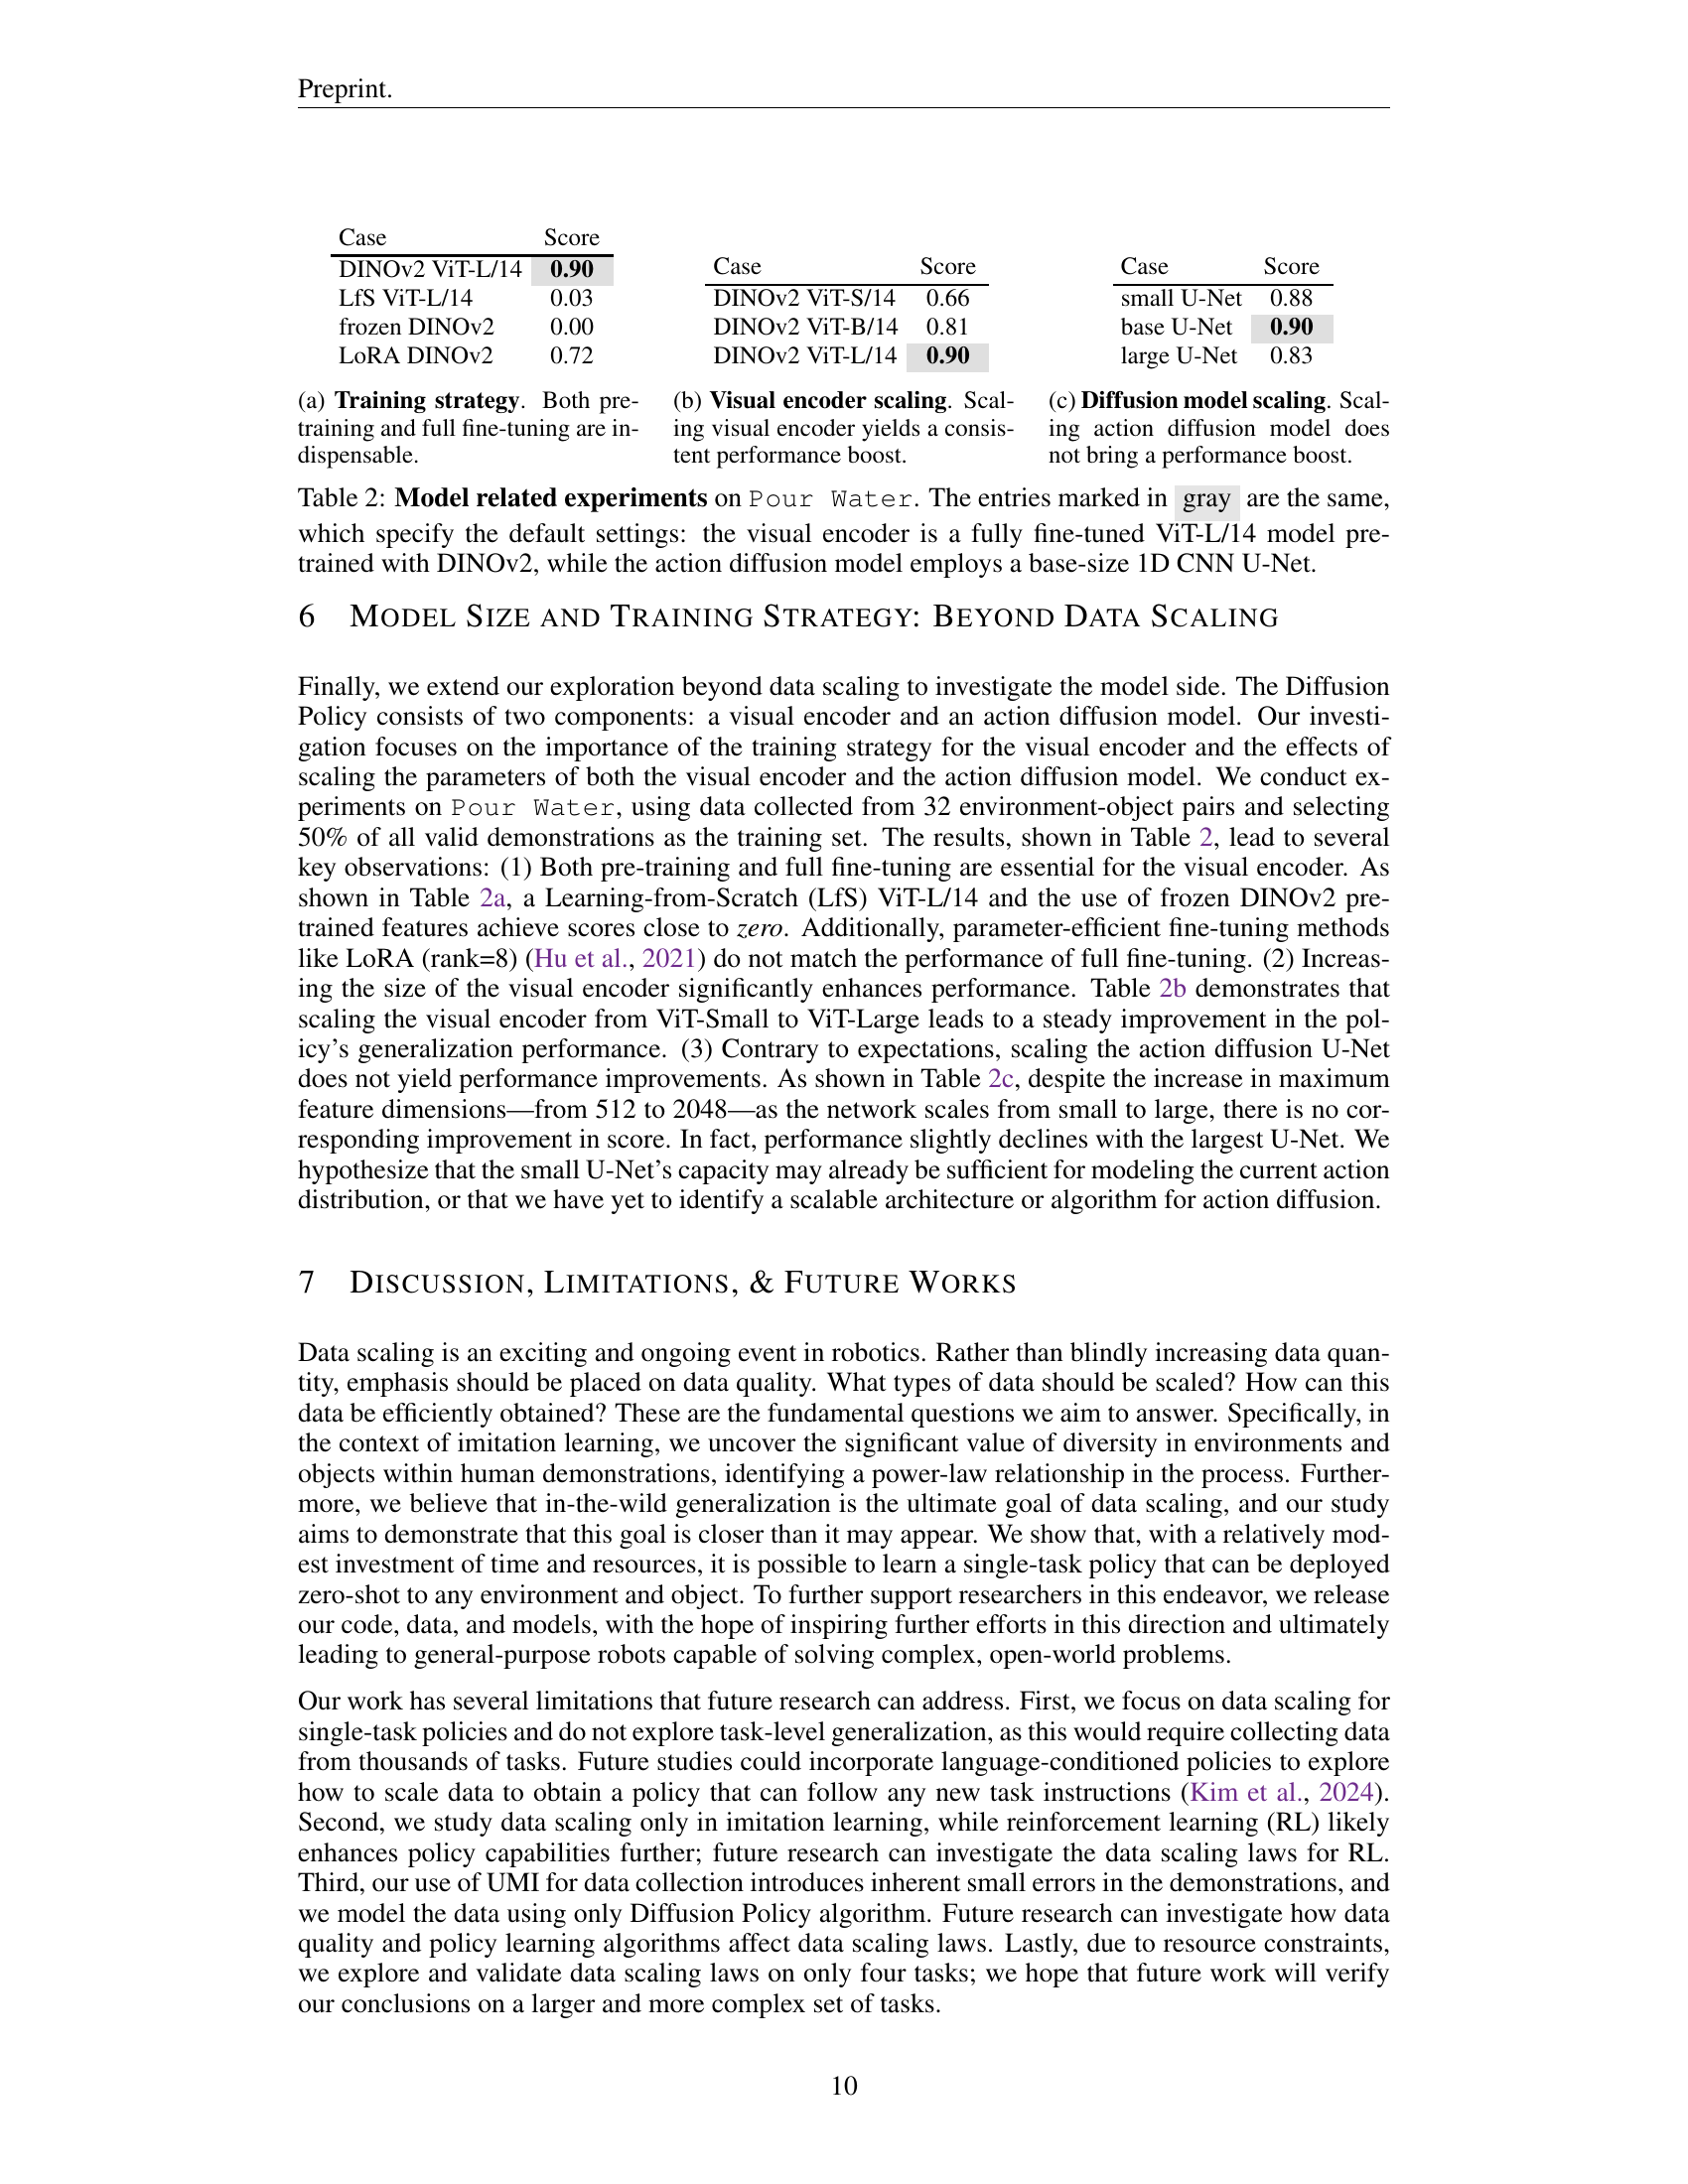 Preprint.
Case Score
DINOv2 ViT-L/14 0.90
LfS ViT-L/14 0.03
frozen DINOv2 0.00
LoRA DINOv2 0.72
(a) Training strategy. Both pre-
training and full fine-tuning are in-
dispensable.
Case Score
DINOv2 ViT-S/14 0.66
DINOv2 ViT-B/14 0.81
DINOv2 ViT-L/14 0.90
(b) Visual encoder scaling. Scal-
ing visual encoder yields a consis-
tent performance boost.
Case Score
small U-Net 0.88
base U-Net 0.90
large U-Net 0.83
(c) Diffusion model scaling. Scal-
ing action diffusion model does
not bring a performance boost.
Table 2: Model related experiments on Pour Water. The entries marked in gray are the same,
which specify the default settings: the visual encoder is a fully fine-tuned ViT-L/14 model pre-
trained with DINOv2, while the action diffusion model employs a base-size 1D CNN U-Net.
6 MODEL SIZE AND TRAINING STRATEGY: BEYOND DATA SCALING
Finally, we extend our exploration beyond data scaling to investigate the model side. The Diffusion
Policy consists of two components: a visual encoder and an action diffusion model. Our investi-
gation focuses on the importance of the training strategy for the visual encoder and the effects of
scaling the parameters of both the visual encoder and the action diffusion model. We conduct ex-
periments on Pour Water, using data collected from 32 environment-object pairs and selecting
50% of all valid demonstrations as the training set. The results, shown in Table 2, lead to several
key observations: (1) Both pre-training and full fine-tuning are essential for the visual encoder. As
shown in Table 2a, a Learning-from-Scratch (LfS) ViT-L/14 and the use of frozen DINOv2 pre-
trained features achieve scores close to zero. Additionally, parameter-efficient fine-tuning methods
like LoRA (rank=8) (Hu et al., 2021) do not match the performance of full fine-tuning. (2) Increas-
ing the size of the visual encoder significantly enhances performance. Table 2b demonstrates that
scaling the visual encoder from ViT-Small to ViT-Large leads to a steady improvement in the pol-
icy's generalization performance. (3) Contrary to expectations, scaling the action diffusion U-Net
does not yield performance improvements. As shown in Table 2c, despite the increase in maximum
feature dimensions—from 512 to 2048—as the network scales from small to large, there is no cor-
responding improvement in score. In fact, performance slightly declines with the largest U-Net. We
hypothesize that the small U-Net's capacity may already be sufficient for modeling the current action
distribution, or that we have yet to identify a scalable architecture or algorithm for action diffusion.
7 DISCUSSION, LIMITATIONS, & FUTURE WORKS
Data scaling is an exciting and ongoing event in robotics. Rather than blindly increasing data quan-
tity, emphasis should be placed on data quality. What types of data should be scaled? How can this
data be efficiently obtained? These are the fundamental questions we aim to answer. Specifically, in
the context of imitation learning, we uncover the significant value of diversity in environments and
objects within human demonstrations, identifying a power-law relationship in the process. Further-
more, we believe that in-the-wild generalization is the ultimate goal of data scaling, and our study
aims to demonstrate that this goal is closer than it may appear. We show that, with a relatively mod-
est investment of time and resources, it is possible to learn a single-task policy that can be deployed
zero-shot to any environment and object. To further support researchers in this endeavor, we release
our code, data, and models, with the hope of inspiring further efforts in this direction and ultimately
leading to general-purpose robots capable of solving complex, open-world problems.
Our work has several limitations that future research can address. First, we focus on data scaling for
single-task policies and do not explore task-level generalization, as this would require collecting data
from thousands of tasks. Future studies could incorporate language-conditioned policies to explore
how to scale data to obtain a policy that can follow any new task instructions (Kim et al., 2024).
Second, we study data scaling only in imitation learning, while reinforcement learning (RL) likely
enhances policy capabilities further; future research can investigate the data scaling laws for RL.
Third, our use of UMI for data collection introduces inherent small errors in the demonstrations, and
we model the data using only Diffusion Policy algorithm. Future research can investigate how data
quality and policy learning algorithms affect data scaling laws. Lastly, due to resource constraints,
we explore and validate data scaling laws on only four tasks; we hope that future work will verify
our conclusions on a larger and more complex set of tasks.
10